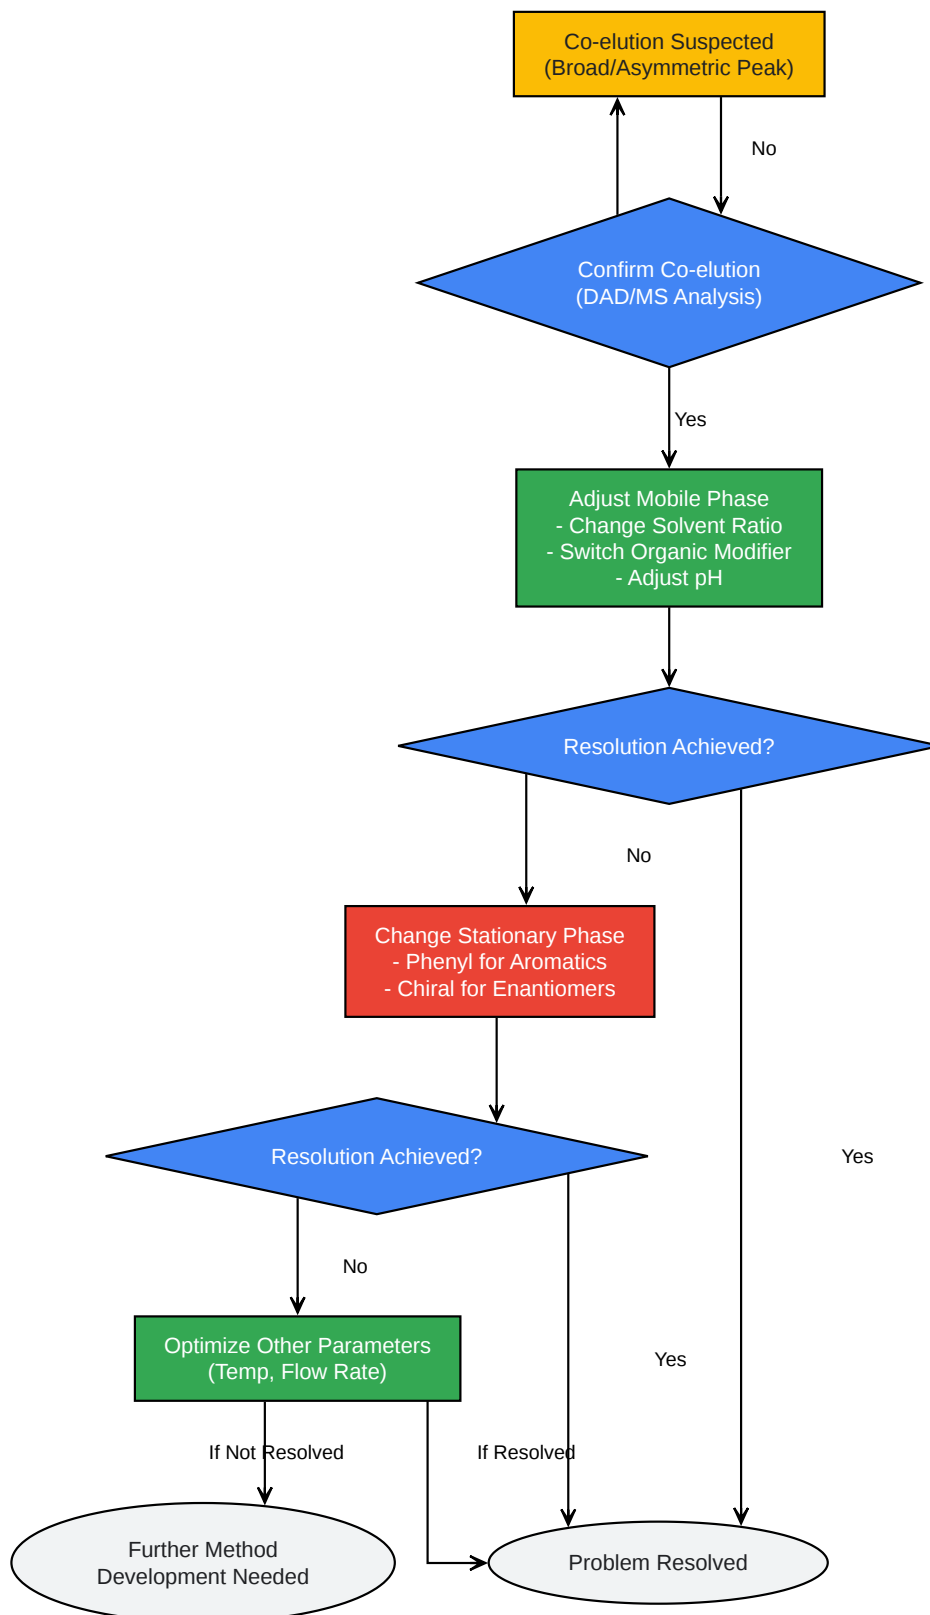 Co-elution Suspected
(Broad/Asymmetric Peak)
No
Confirm Co-elution
(DAD/MS Analysis)
Yes
Adjust Mobile Phase
- Change Solvent Ratio
- Switch Organic Modifier
- Adjust pH
Resolution Achieved?
No
Change Stationary Phase
- Phenyl for Aromatics
- Chiral for Enantiomers
Resolution Achieved?
Yes
No
Optimize Other Parameters
(Temp, Flow Rate)
Yes
If Not Resolved
If Resolved
Further Method
Development Needed
Problem Resolved